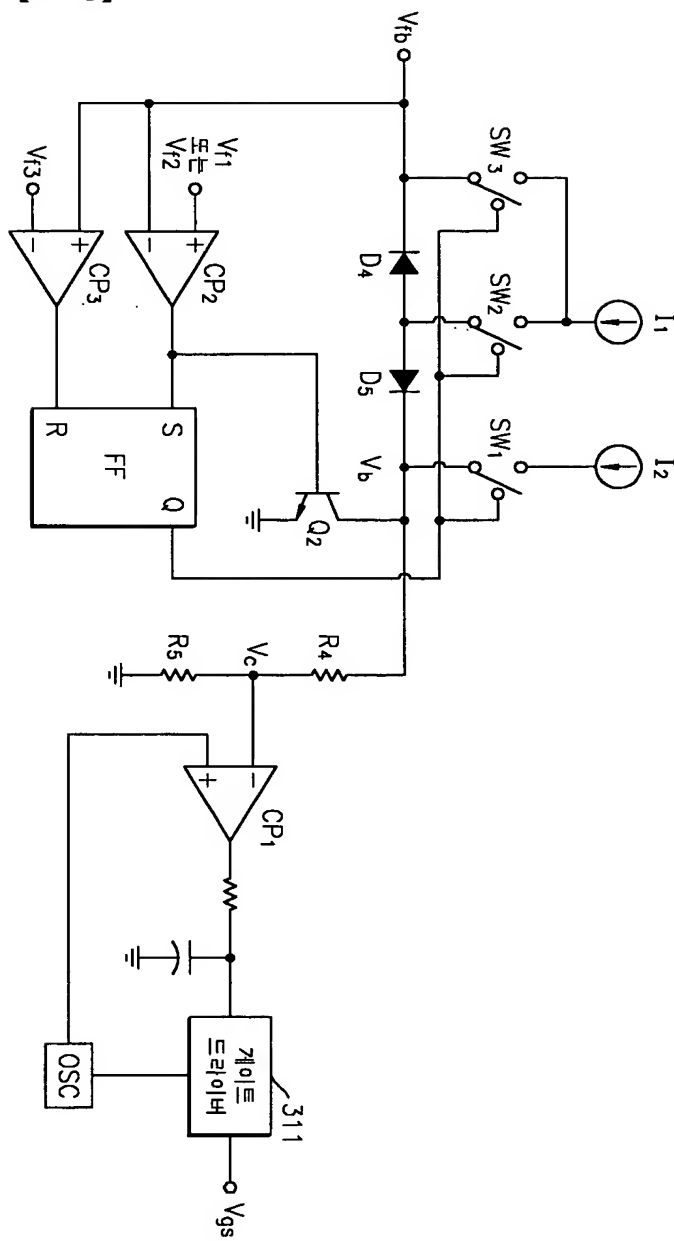 Vfb
I1
I2
SW3
SW2
SW1
D4
D5
Vb
Vf1
또는
Vf2
Vf3
CP2
CP3
S
R
Q
FF
Q2
R4
Vc
R5
CP1
게이트
드라이버
311
OSC
Vgs